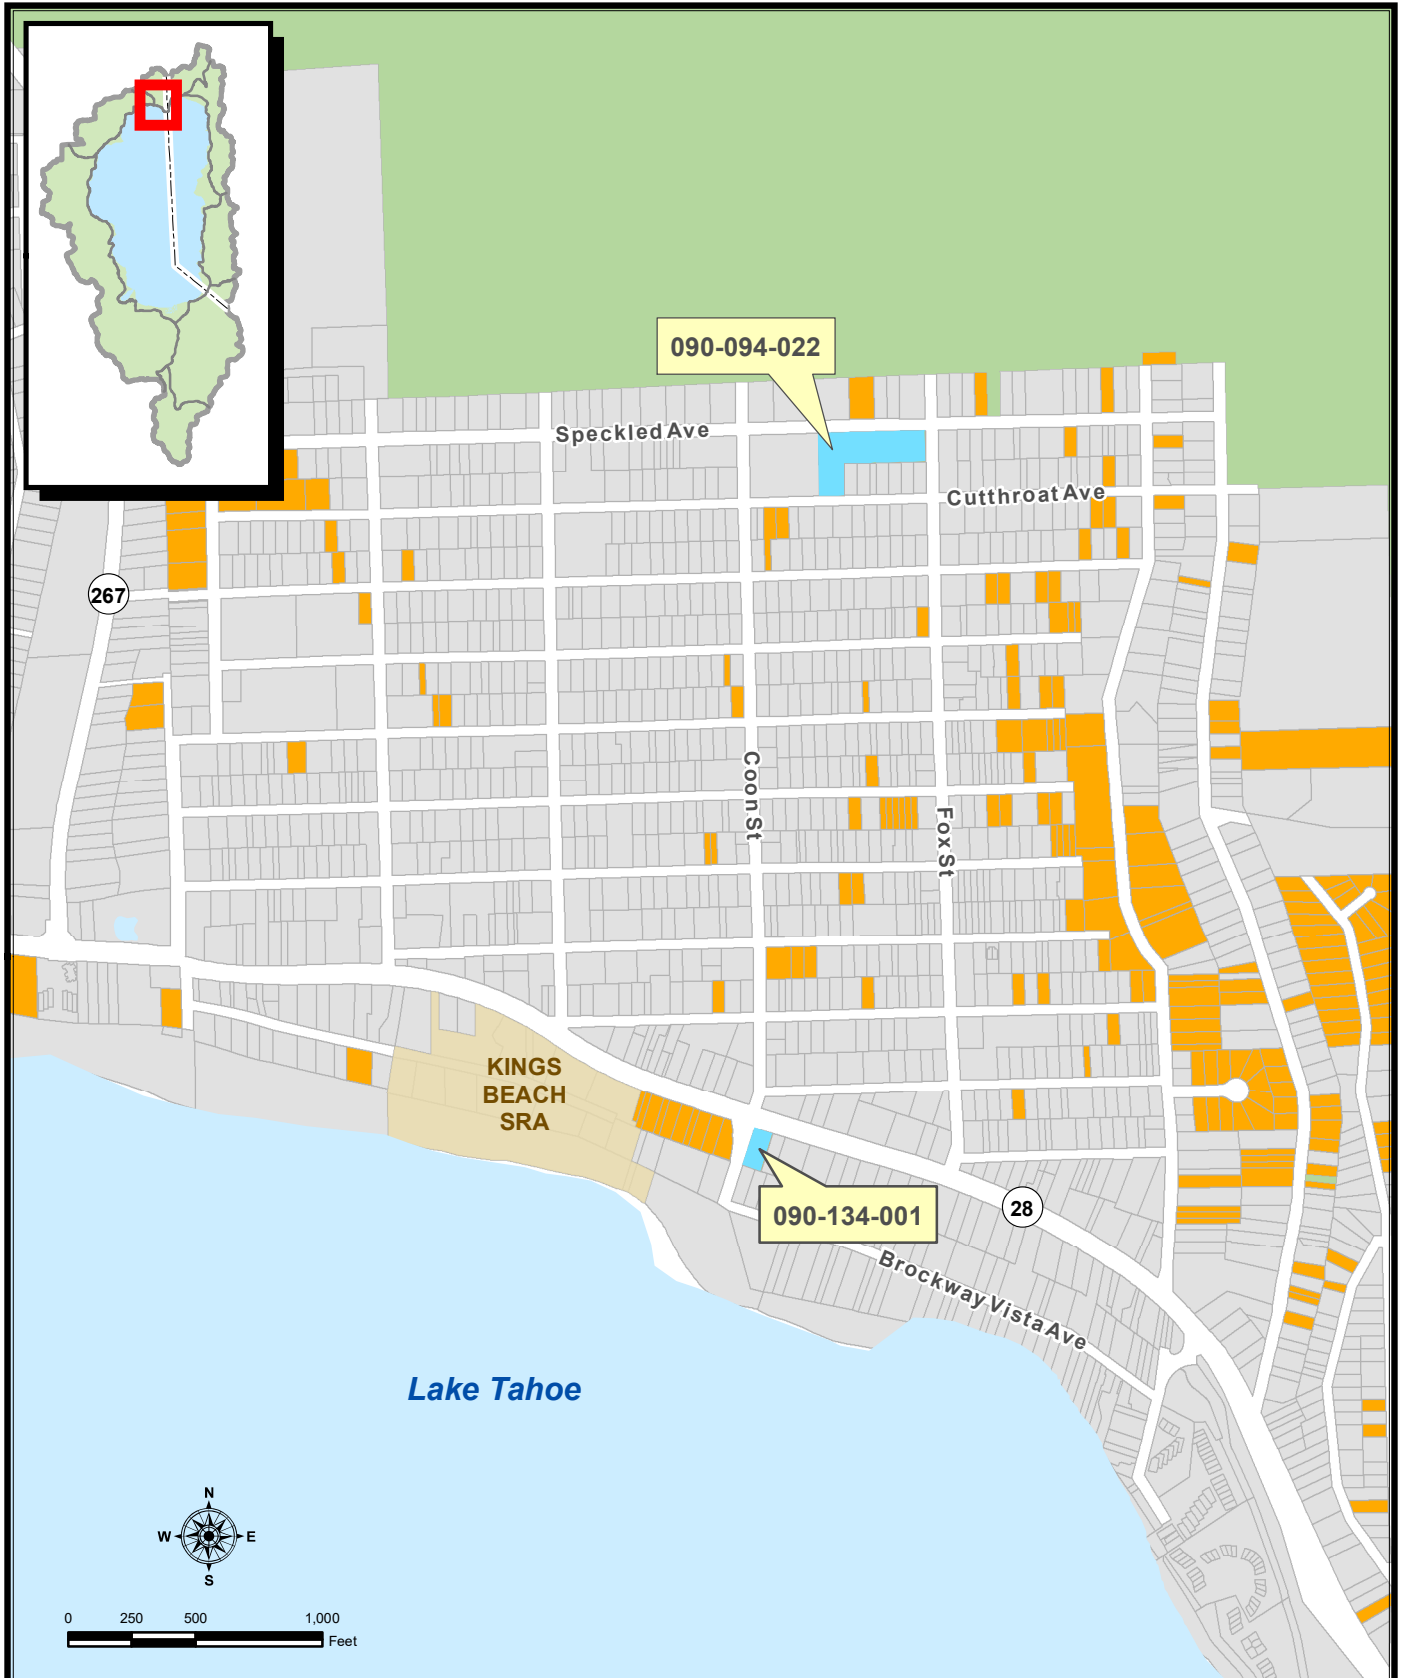 090-094-022
Speckled Ave
Cutthroat Ave
267
Coon St
Fox St
KINGS
BEACH
SRA
090-134-001
28
Brockway Vista Ave
Lake Tahoe
N
W E
S
0 250 500 1,000
Feet